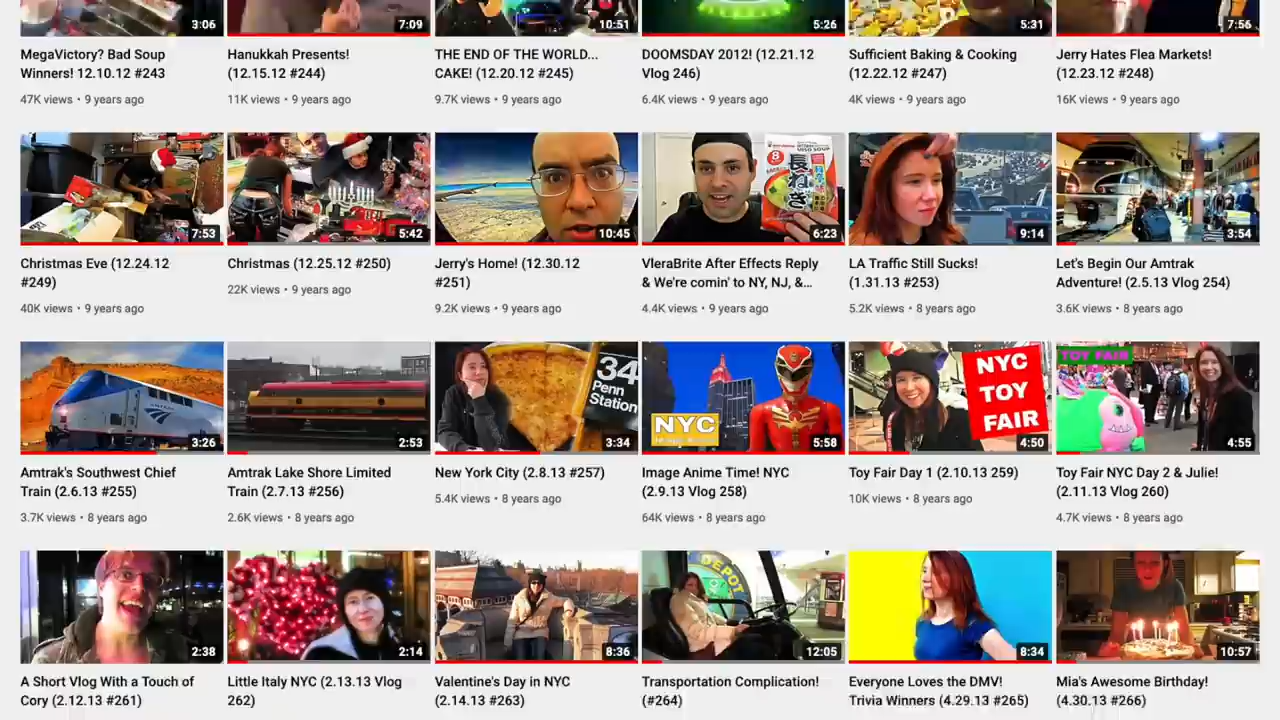 3:06
7:09
10:51
5:26
5:31
7:56
MegaVictory? Bad Soup
Winners! 12.10.12 #243
47K views • 9 years ago
Hanukkah Presents!
(12.15.12 #244)
11K views • 9 years ago
THE END OF THE WORLD...
CAKE! (12.20.12 #245)
9.7K views • 9 years ago
DOOMSDAY 2012! (12.21.12
Vlog 246)
6.4K views • 9 years ago
Sufficient Baking & Cooking
(12.22.12 #247)
4K views • 9 years ago
Jerry Hates Flea Markets!
(12.23.12 #248)
16K views • 9 years ago
7:53
5:42
10:45
8
長ねぎ
6:23
9:14
3:54
Christmas Eve (12.24.12
#249)
40K views • 9 years ago
Christmas (12.25.12 #250)
22K views • 9 years ago
Jerry's Home! (12.30.12
#251)
9.2K views • 9 years ago
VleraBrite After Effects Reply
& We're comin' to NY, NJ, &...
4.4K views • 9 years ago
LA Traffic Still Sucks!
(1.31.13 #253)
5.2K views • 8 years ago
Let's Begin Our Amtrak
Adventure! (2.5.13 Vlog 254)
3.6K views • 8 years ago
3:26
2:53
34
Penn
Station
3:34
NYC
5:58
NYC
TOY
FAIR
4:50
TOY FAIR
4:55
Amtrak's Southwest Chief
Train (2.6.13 #255)
3.7K views • 8 years ago
Amtrak Lake Shore Limited
Train (2.7.13 #256)
2.6K views • 8 years ago
New York City (2.8.13 #257)
5.4K views • 8 years ago
Image Anime Time! NYC
(2.9.13 Vlog 258)
64K views • 8 years ago
Toy Fair Day 1 (2.10.13 259)
10K views • 8 years ago
Toy Fair NYC Day 2 & Julie!
(2.11.13 Vlog 260)
4.7K views • 8 years ago
2:38
2:14
8:36
DEPOT
12:05
8:34
10:57
A Short Vlog With a Touch of
Cory (2.12.13 #261)
Little Italy NYC (2.13.13 Vlog
262)
Valentine's Day in NYC
(2.14.13 #263)
Transportation Complication!
(#264)
Everyone Loves the DMV!
Trivia Winners (4.29.13 #265)
Mia's Awesome Birthday!
(4.30.13 #266)